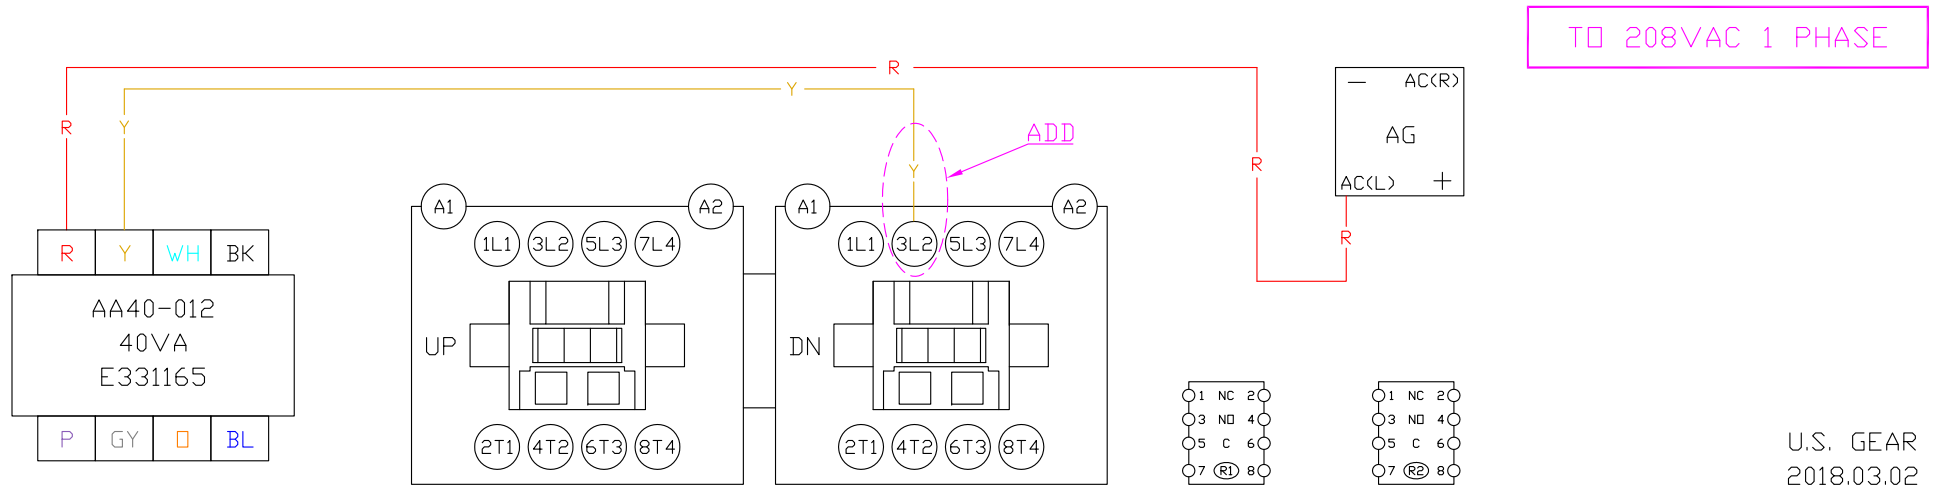 TO 208VAC 1 PHASE
R
Y
R
Y
ADD
Y
R
R
— AC(R)
AG
AC(L) +
R Y WH BK
AA40-012
40VA
E331165
P GY O BL
A1 A2
1L1 3L2 5L3 7L4
UP
2T1 4T2 6T3 8T4
A1 A2
1L1 3L2 5L3 7L4
DN
2T1 4T2 6T3 8T4
1 NC 2
3 NO 4
5 C 6
7 R1 8
1 NC 2
3 NO 4
5 C 6
7 R2 8
U.S. GEAR
2018.03.02